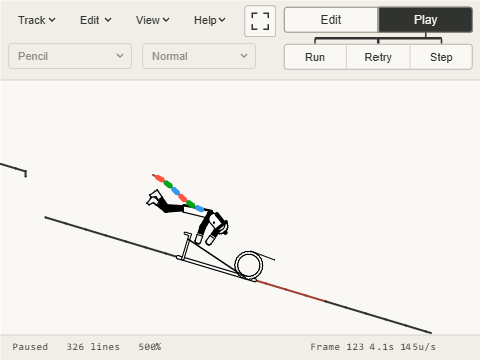 Track Edit View Help Edit Play
Pencil Normal Run Retry Step
Paused 326 lines 500% Frame 123 4.1s 145u/s